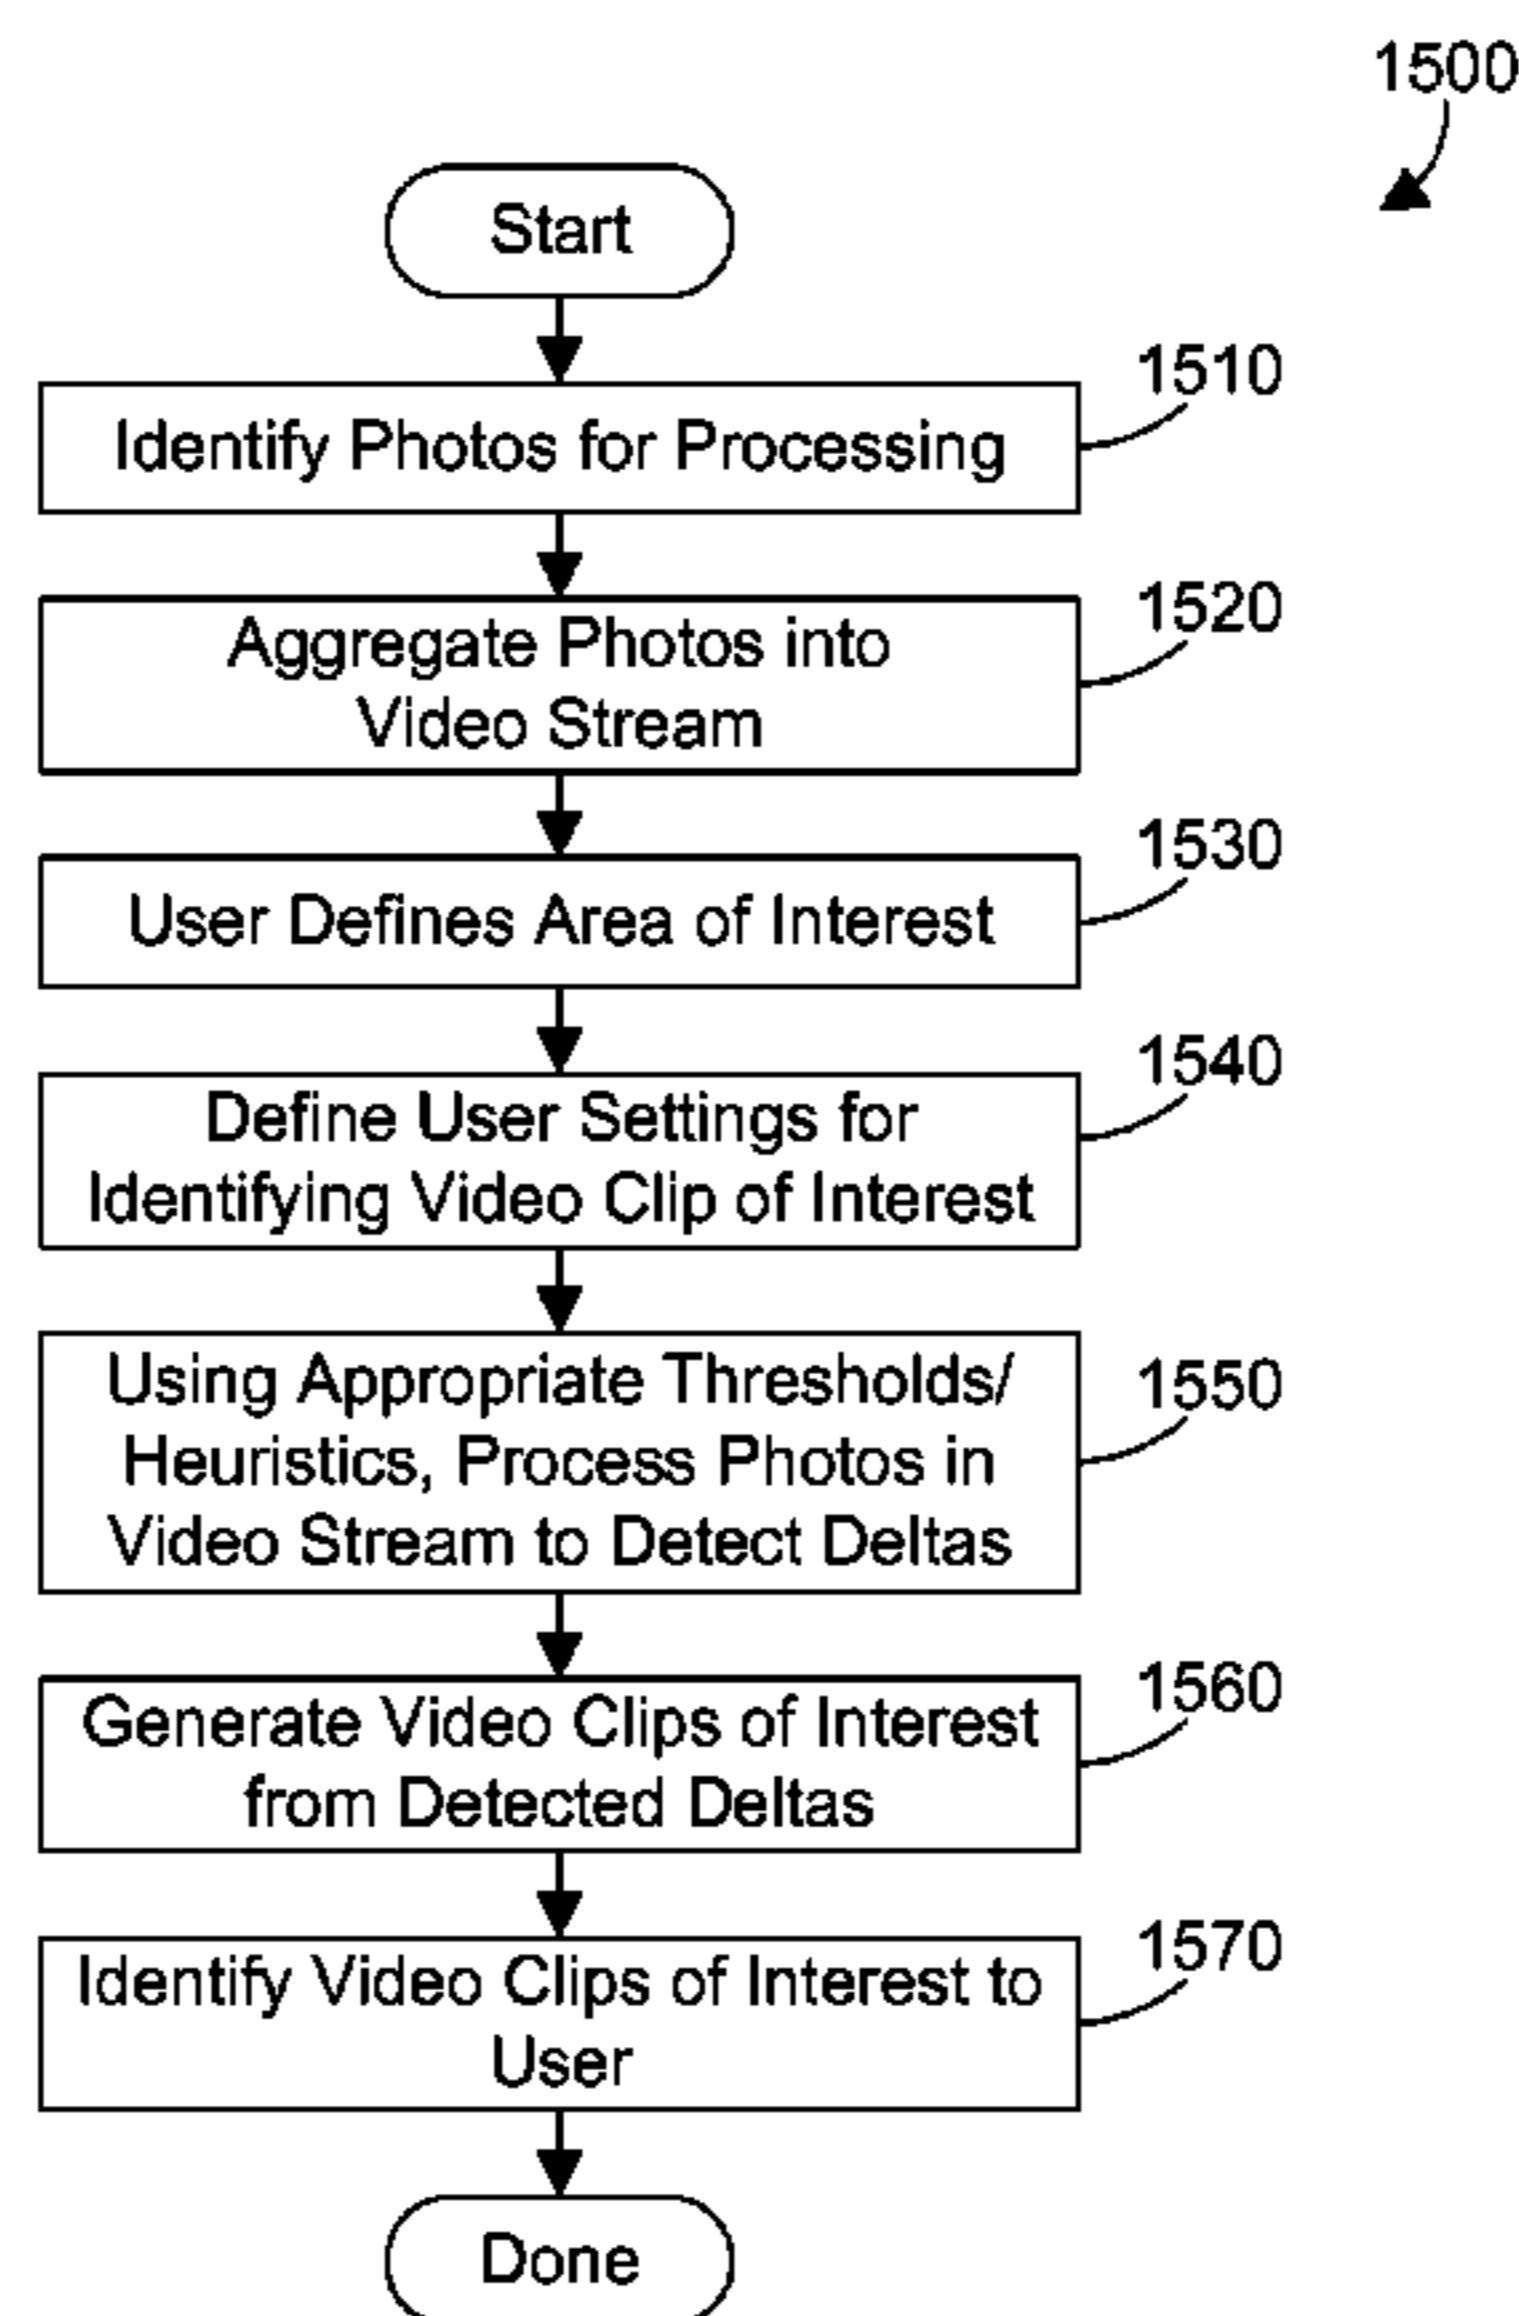 1500
Start
1510
Identify Photos for Processing
1520
Aggregate Photos into
Video Stream
1530
User Defines Area of Interest
1540
Define User Settings for
Identifying Video Clip of Interest
1550
Using Appropriate Thresholds/
Heuristics, Process Photos in
Video Stream to Detect Deltas
1560
Generate Video Clips of Interest
from Detected Deltas
1570
Identify Video Clips of Interest to
User
Done